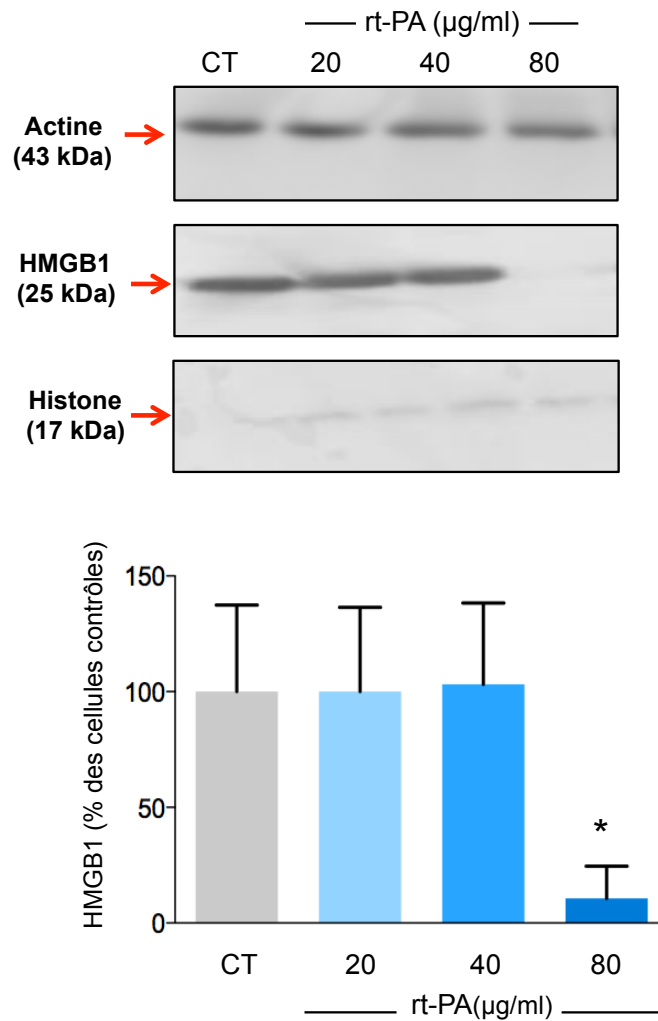 rt-PA (µg/ml)
CT 20 40 80
Actine
(43 kDa)
HMGB1
(25 kDa)
Histone
(17 kDa)
HMGB1 (% des cellules contrôles)
150
100
50
0
*
CT 20 40 80
rt-PA(µg/ml)